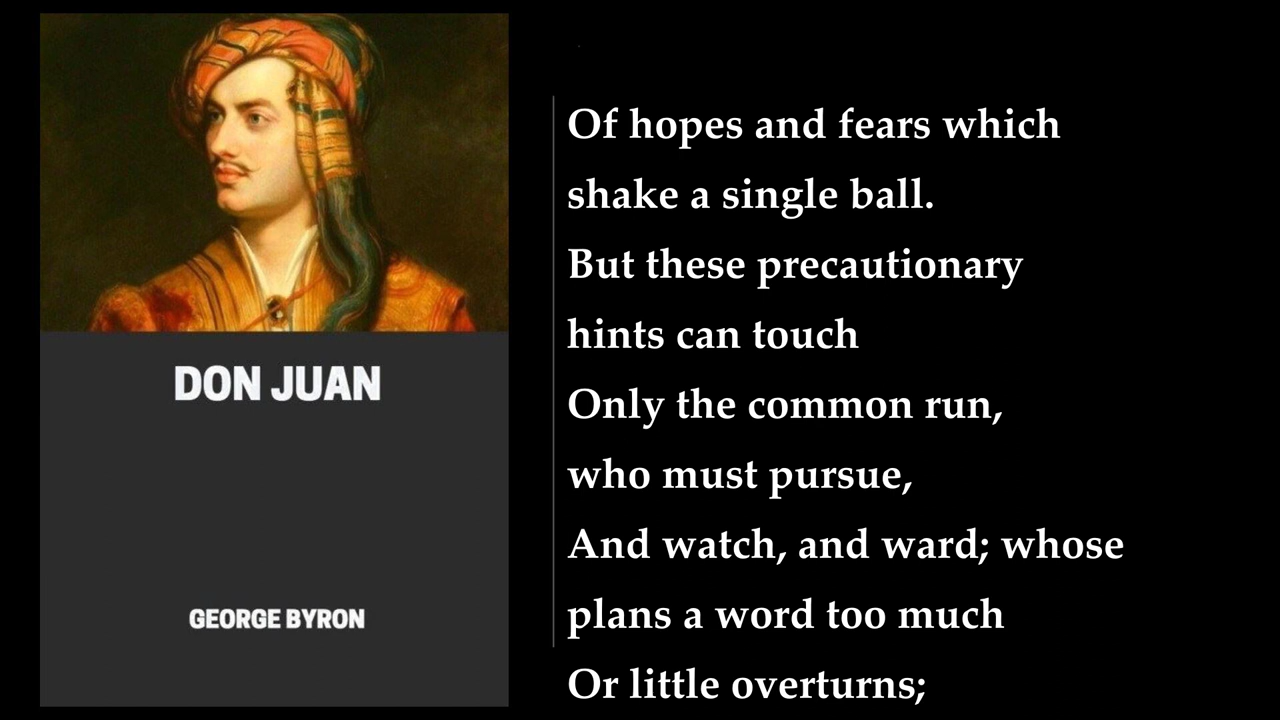 DON JUAN
GEORGE BYRON
Of hopes and fears which
shake a single ball.
But these precautionary
hints can touch
Only the common run,
who must pursue,
And watch, and ward; whose
plans a word too much
Or little overturns;